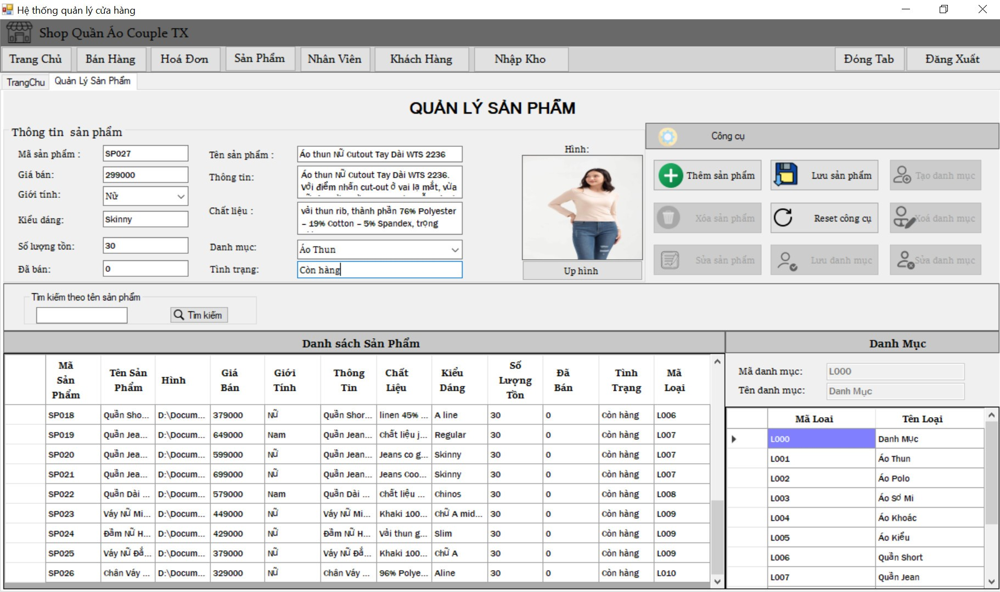 Hệ thống quản lý cửa hàng
Shop Quần Áo Couple TX
Trang Chủ Bán Hàng Hoá Đơn Sản Phẩm Nhân Viên Khách Hàng Nhập Kho Đóng Tab Đăng Xuất
TrangChu Quản Lý Sản Phẩm
QUẢN LÝ SẢN PHẨM
Thông tin sản phẩm
Mã sản phẩm : SP027
Giá bán: 299000
Giới tính: Nữ
Kiểu dáng: Skinny
Số lượng tồn: 30
Đã bán: 0
Tên sản phẩm : Áo thun Nữ Cutout Tay Dài WTS 2236
Thông tin: Áo thun Nữ Cutout Tay Dài WTS 2236.
Với điểm nhấn cut-out ở vai lạ mắt, vừa
Chất liệu : vải thun rib, thành phần 76% Polyester
– 19% Cotton – 5% Spandex, trọng
Danh mục: Áo Thun
Tình trạng: Còn hàng
Hình:
Up hình
Công cụ
Thêm sản phẩm Lưu sản phẩm Tạo danh mục
Xóa sản phẩm Reset công cụ Xoá danh mục
Sửa sản phẩm Lưu danh mục Sửa danh mục
Tìm kiếm theo tên sản phẩm
Tìm kiếm
Danh sách Sản Phẩm
Mã Sản Phẩm Tên Sản Phẩm Hình Giá Bán Giới Tính Thông Tin Chất Liệu Kiểu Dáng Số Lượng Tồn Đã Bán Tình Trạng Mã Loại
SP018 Quần Sho... D:\Docum... 379000 Nữ Quần Shor... linen 45% ... A line 30 0 Còn hàng L006
SP019 Quần Jea... D:\Docum... 649000 Nam Quần Jean... Chất liệu j... Regular 30 0 Còn hàng L007
SP020 Quần Jea... D:\Docum... 599000 Nữ Quần Jean... Jeans co g... Skinny 30 0 Còn hàng L007
SP021 Quần Jea... D:\Docum... 699000 Nữ Quần Jean... Jeans Coo... Skinny 30 0 Còn hàng L007
SP022 Quần Dài ... D:\Docum... 579000 Nam Quần Dài ... Chất liệu ... Chinos 30 0 Còn hàng L008
SP023 Váy Nữ Mi... D:\Docum... 449000 Nữ Váy Nữ Mi... Khaki 100... Chữ A mid... 30 0 Còn hàng L009
SP024 Đầm Nữ H... D:\Docum... 429000 Nữ Đầm Nữ H... Vải thun g... Slim 30 0 Còn hàng L009
SP025 Váy Nữ Đắ... D:\Docum... 379000 Nữ Váy Nữ Đắ... Khaki 100... Chữ A 30 0 Còn hàng L009
SP026 Chân Váy ... D:\Docum... 329000 Nữ Chân Váy ... 96% Polye... Aline 30 0 Còn hàng L010
Danh Mục
Mã danh mục: L000
Tên danh mục: Danh Mục
Mã Loai Tên Loại
L000 Danh Mục
L001 Áo Thun
L002 Áo Polo
L003 Áo Sơ Mi
L004 Áo Khoác
L005 Áo Kiểu
L006 Quần Short
L007 Quần Jean